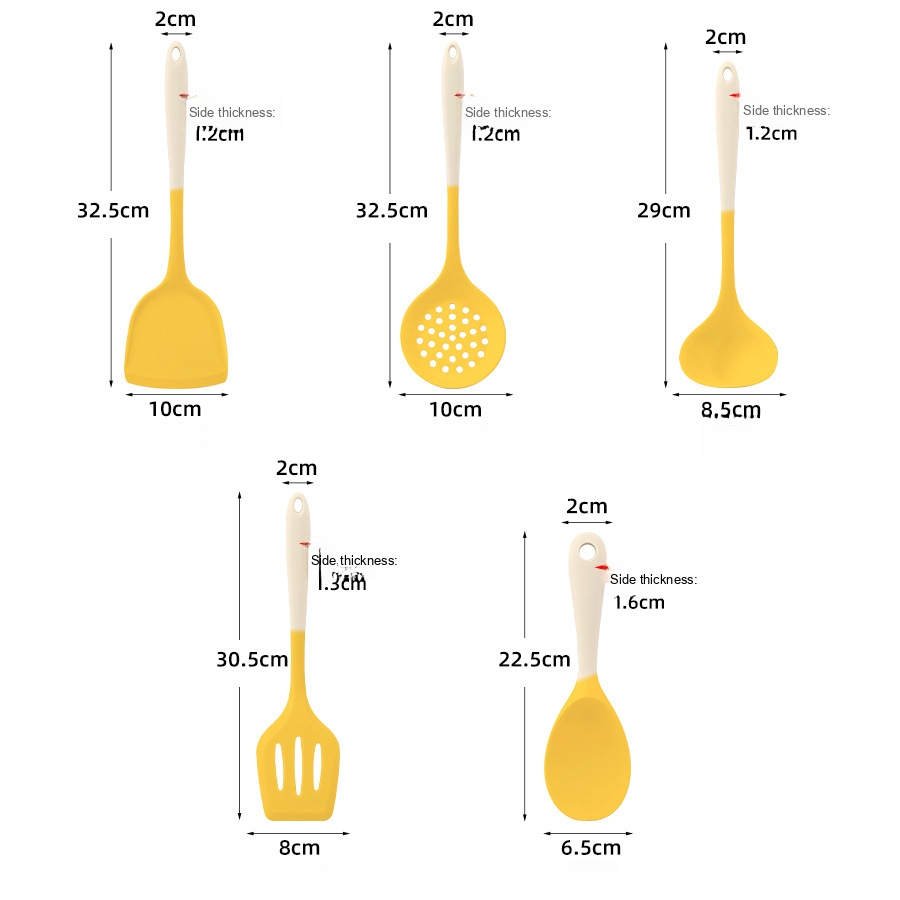 2cm
Side thickness:
1.2cm
32.5cm
10cm
2cm
Side thickness:
1.2cm
32.5cm
10cm
2cm
Side thickness:
1.2cm
29cm
8.5cm
2cm
Side thickness:
1.3cm
30.5cm
8cm
2cm
Side thickness:
1.6cm
22.5cm
6.5cm